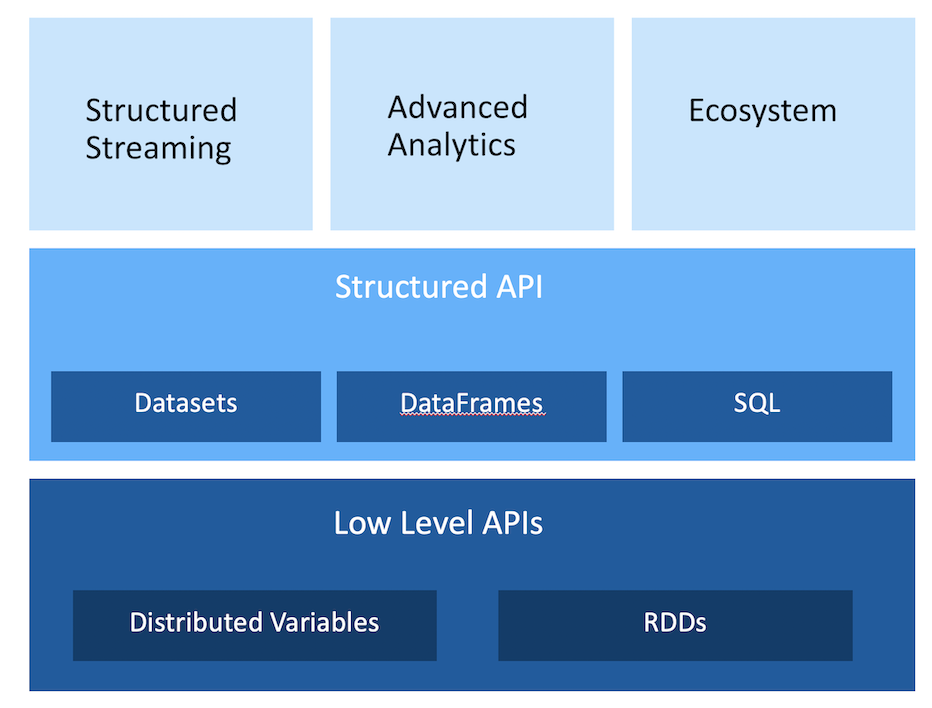 Structured
Streaming
Advanced
Analytics
Ecosystem
Structured API
Datasets
DataFrames
SQL
Low Level APIs
Distributed Variables
RDDs